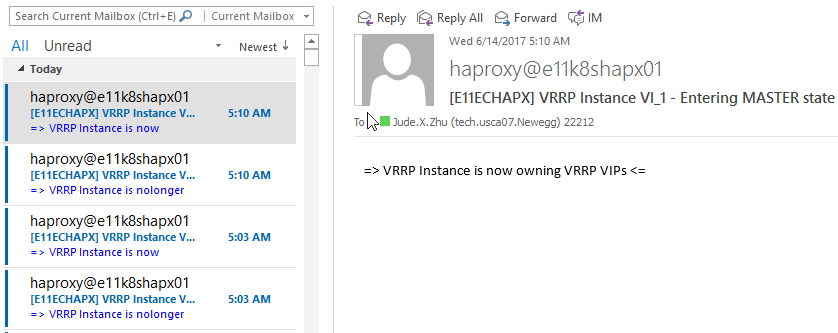 Search Current Mailbox (Ctrl+E) Current Mailbox
All Unread Newest ↓
Today
haproxy@e11k8shapx01
[E11ECHAPX] VRRP Instance V... 5:10 AM
=> VRRP Instance is now
haproxy@e11k8shapx01
[E11ECHAPX] VRRP Instance V... 5:10 AM
=> VRRP Instance is nolonger
haproxy@e11k8shapx01
[E11ECHAPX] VRRP Instance V... 5:03 AM
=> VRRP Instance is now
haproxy@e11k8shapx01
[E11ECHAPX] VRRP Instance V... 5:03 AM
=> VRRP Instance is nolonger
Reply Reply All Forward IM
Wed 6/14/2017 5:10 AM
haproxy@e11k8shapx01
[E11ECHAPX] VRRP Instance VI_1 - Entering MASTER state
To Jude.X.Zhu (tech.usca07.Newegg) 22212
=> VRRP Instance is now owning VRRP VIPs <=